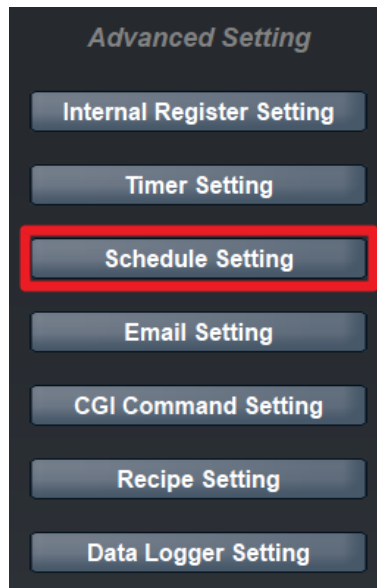 Advanced Setting
Internal Register Setting
Timer Setting
Schedule Setting
Email Setting
CGI Command Setting
Recipe Setting
Data Logger Setting